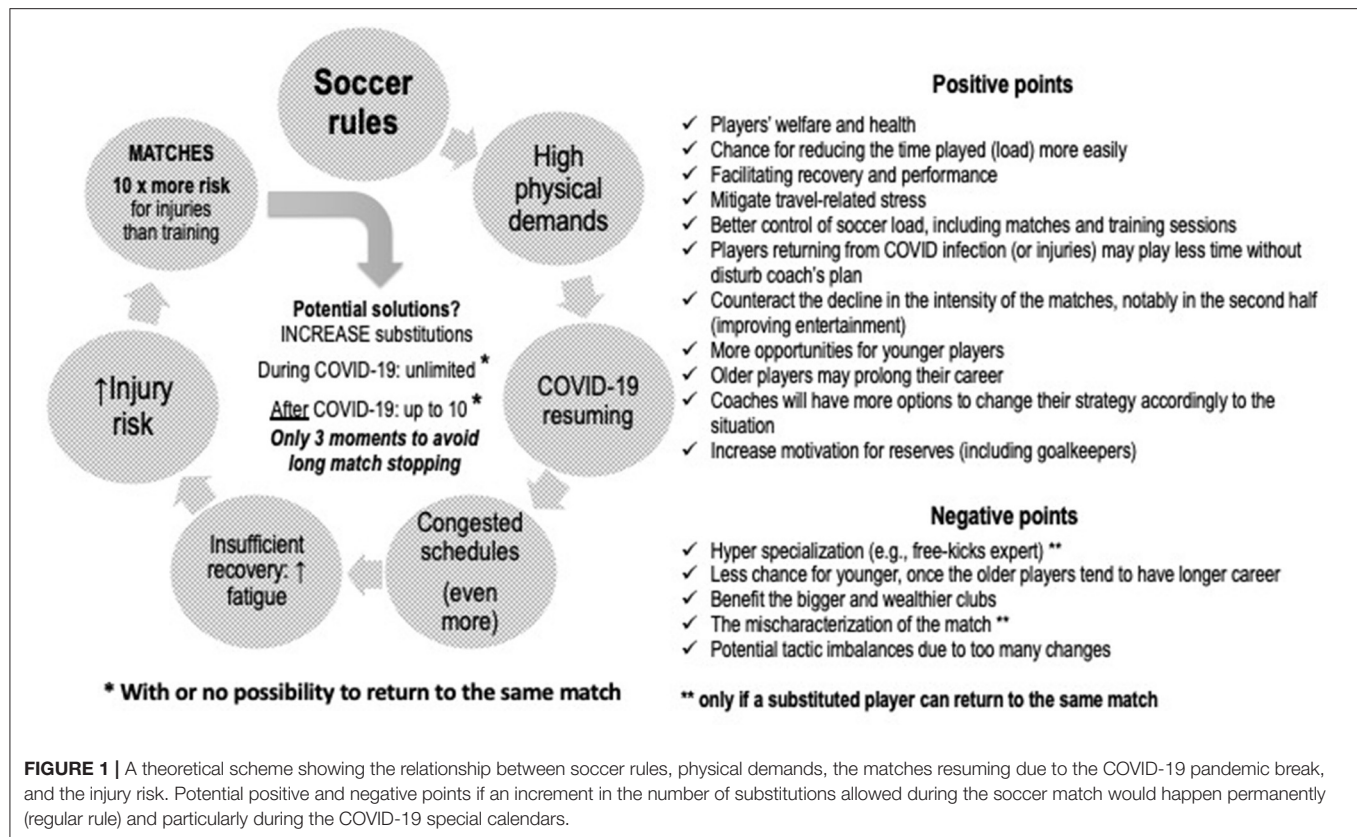 Soccer
rules
High
physical
demands
COVID-19
resuming
Congested
schedules
(even
more)
Insufficient
recovery: ↑
fatigue
↑Injury
risk
MATCHES
10 x more risk
for injuries
than training
Potential solutions?
INCREASE substitutions
During COVID-19: unlimited *
After COVID-19: up to 10 *
Only 3 moments to avoid
long match stopping
* With or no possibility to return to the same match
Positive points
✓ Players' welfare and health
✓ Chance for reducing the time played (load) more easily
✓ Facilitating recovery and performance
✓ Mitigate travel-related stress
✓ Better control of soccer load, including matches and training sessions
✓ Players returning from COVID infection (or injuries) may play less time without
disturb coach's plan
✓ Counteract the decline in the intensity of the matches, notably in the second half
(improving entertainment)
✓ More opportunities for younger players
✓ Older players may prolong their career
✓ Coaches will have more options to change their strategy accordingly to the
situation
✓ Increase motivation for reserves (including goalkeepers)
Negative points
✓ Hyper specialization (e.g., free-kicks expert) **
✓ Less chance for younger, once the older players tend to have longer career
✓ Benefit the bigger and wealthier clubs
✓ The mischaracterization of the match **
✓ Potential tactic imbalances due to too many changes
** only if a substituted player can return to the same match
FIGURE 1 | A theoretical scheme showing the relationship between soccer rules, physical demands, the matches resuming due to the COVID-19 pandemic break,
and the injury risk. Potential positive and negative points if an increment in the number of substitutions allowed during the soccer match would happen permanently
(regular rule) and particularly during the COVID-19 special calendars.